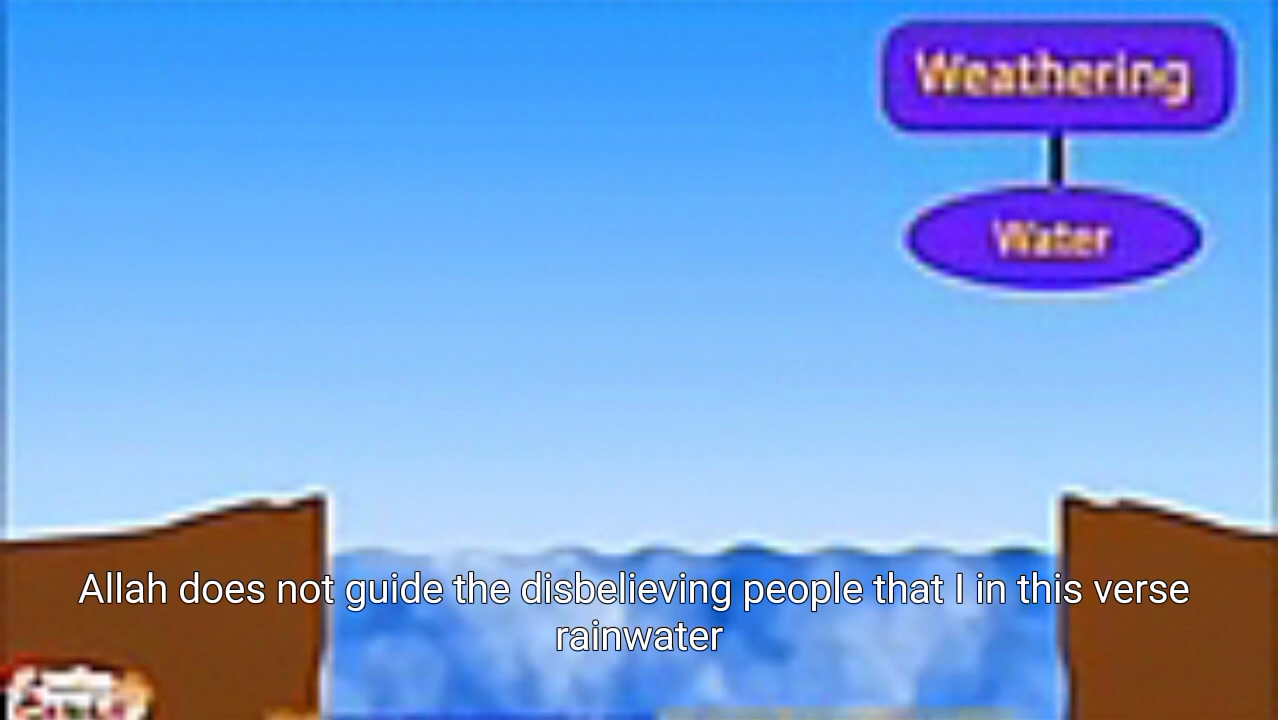 Weathering
Water
Allah does not guide the disbelieving people that I in this verse
rainwater